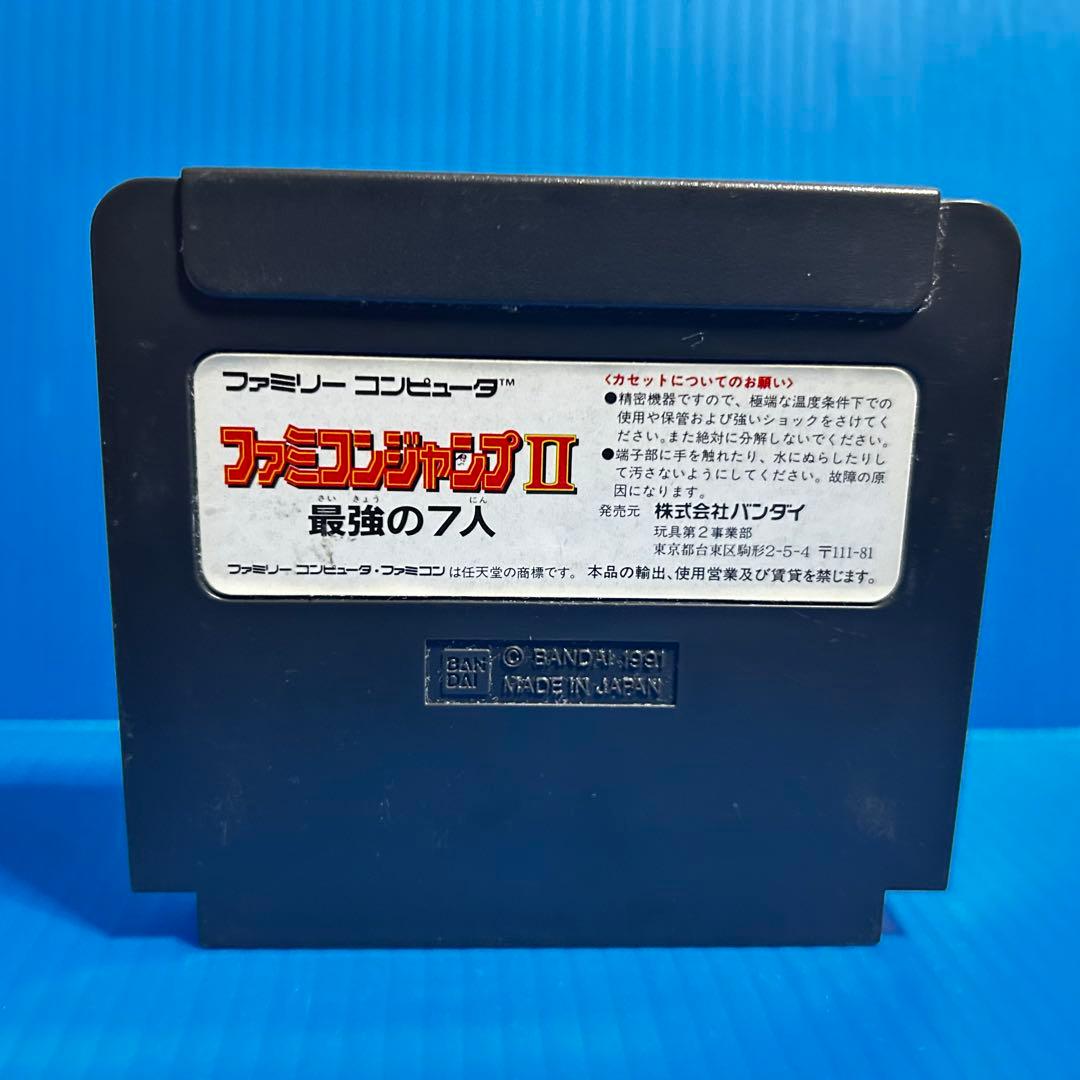 ファミリー コンピュータ™
ファミコンジャンプII
さい きょう にん
最強の7人
ファミリー コンピュータ・ファミコンは任天堂の商標です。
〈カセットについてのお願い〉
●精密機器ですので、極端な温度条件下での
使用や保管および強いショックをさけてく
ださい。また絶対に分解しないでください。
●端子部に手を触れたり、水にぬらしたりし
て汚さないようにしてください。故障の原
因になります。
発売元 株式会社バンダイ
玩具第2事業部
東京都台東区駒形2-5-4 〒111-81
本品の輸出、使用営業及び賃貸を禁じます。
BAN
DAI
© BANDAI 1991
MADE IN JAPAN